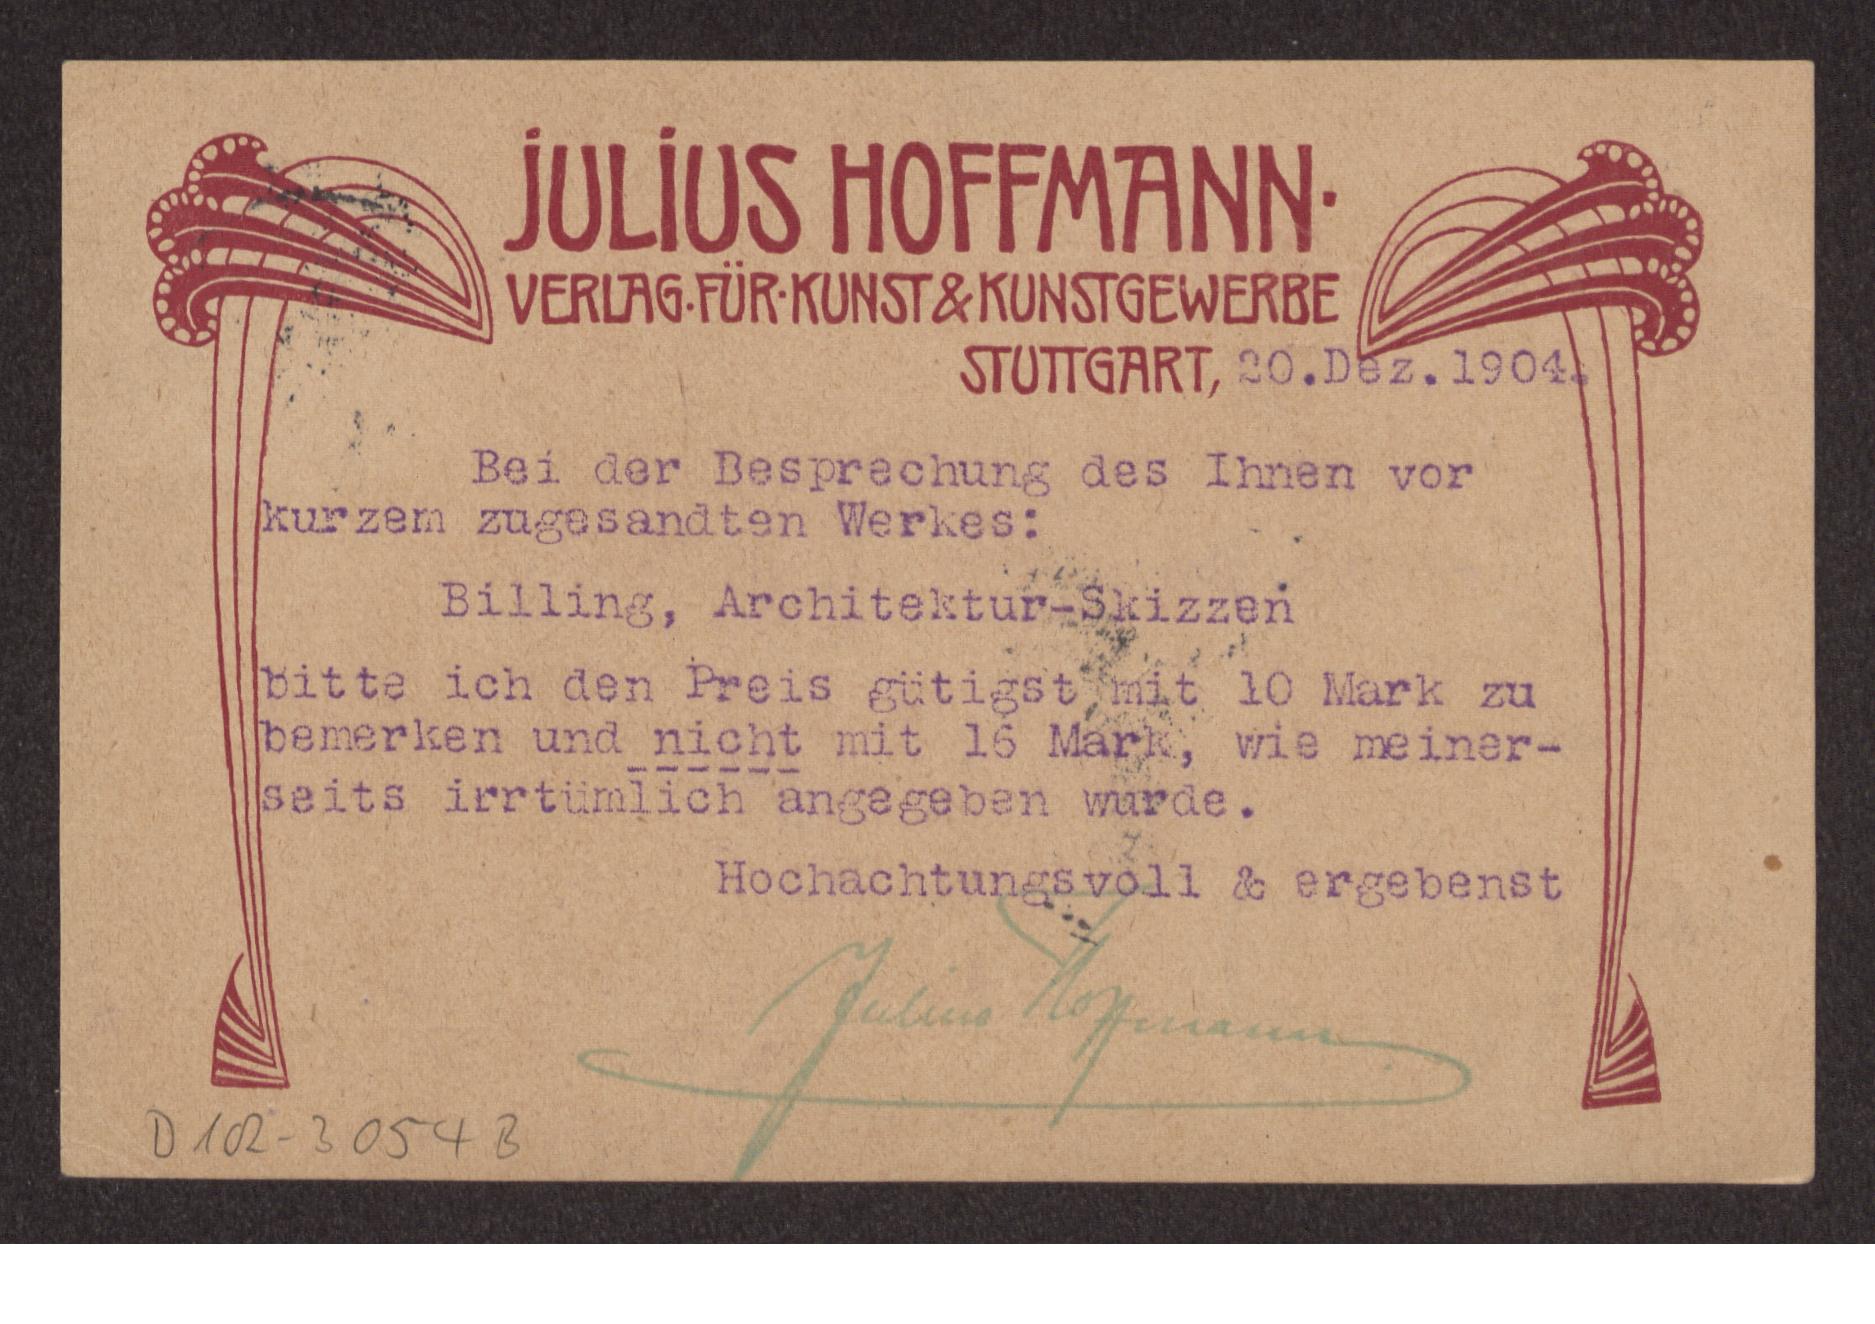 JULIUS HOFFMANN·
VERLAG·FÜR·KUNST & KUNSTGEWERBE
STUTTGART, 20.Dez.1904.
Bei der Besprechung des Ihnen vor
kurzem zugesandten Werkes:
Billing, Architektur-Skizzen
bitte ich den Preis gütigst mit 10 Mark zu
bemerken und nicht mit 16 Mark, wie meiner-
seits irrtümlich angegeben wurde.
Hochachtungsvoll & ergebenst
Julius Hoffmann
D 102-3054 B